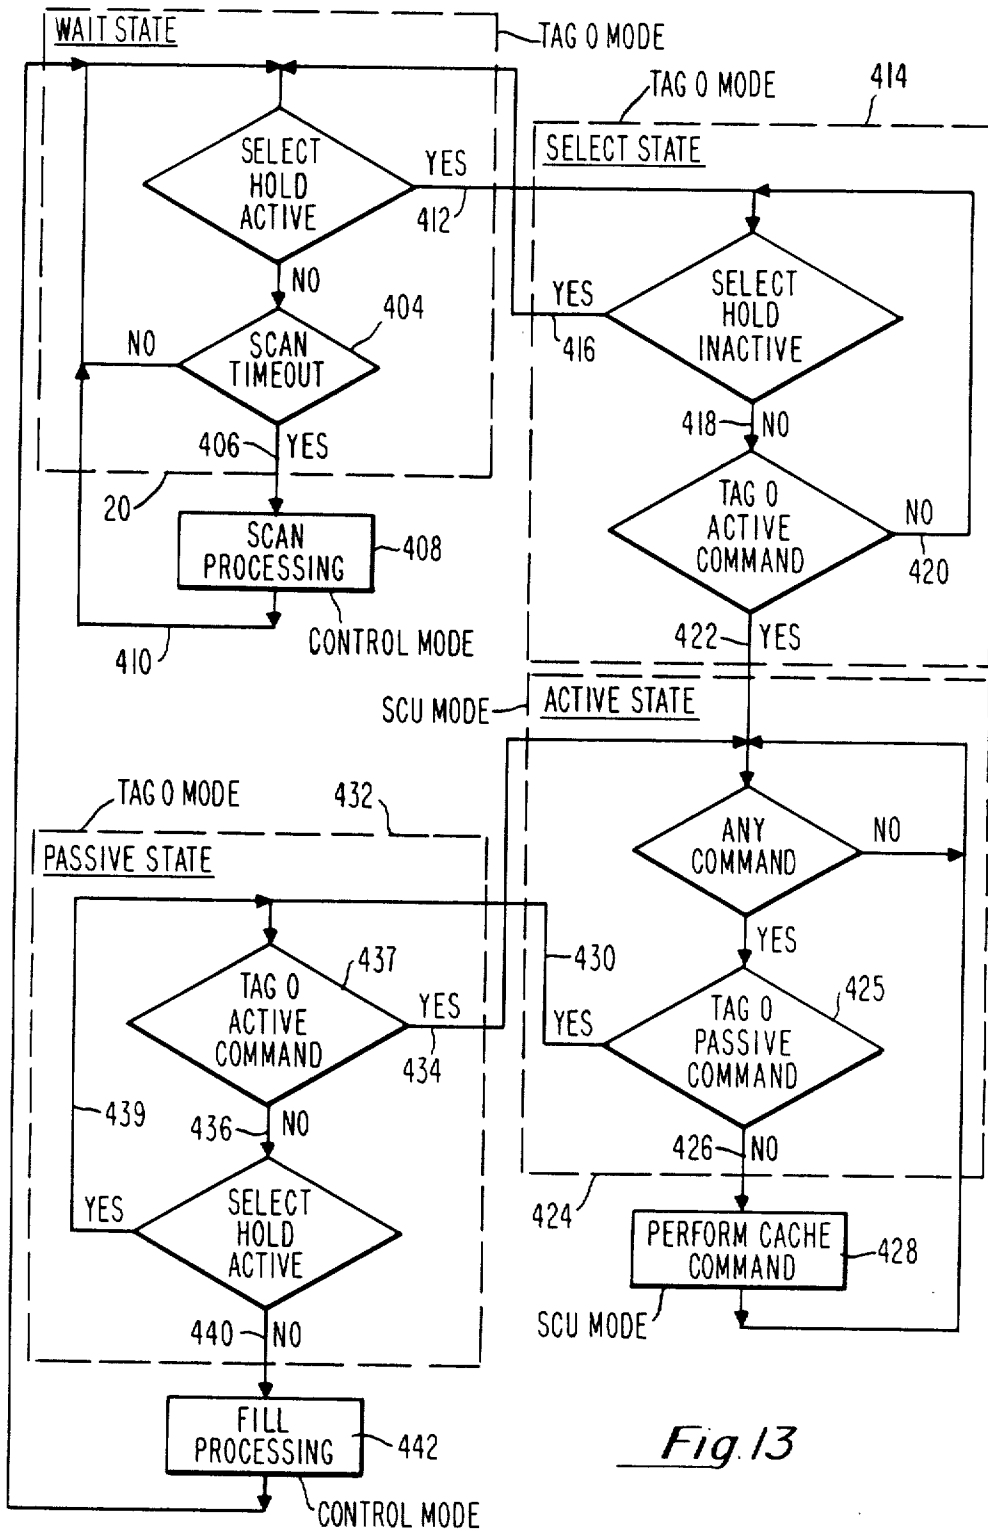 WAIT STATE
TAG 0 MODE
SELECT
HOLD
ACTIVE
YES
412
NO
404
SCAN
TIMEOUT
NO
406
YES
20
SCAN
PROCESSING
408
CONTROL MODE
410
TAG 0 MODE
414
SELECT STATE
SELECT
HOLD
INACTIVE
YES
416
418
NO
TAG 0
ACTIVE
COMMAND
NO
420
422
YES
SCU MODE
ACTIVE STATE
ANY
COMMAND
NO
YES
430
425
TAG 0
PASSIVE
COMMAND
YES
426
NO
424
PERFORM CACHE
COMMAND
428
SCU MODE
TAG 0 MODE
432
PASSIVE STATE
437
TAG 0
ACTIVE
COMMAND
YES
434
439
436
NO
SELECT
HOLD
ACTIVE
YES
440
NO
FILL
PROCESSING
442
CONTROL MODE
Fig. 13